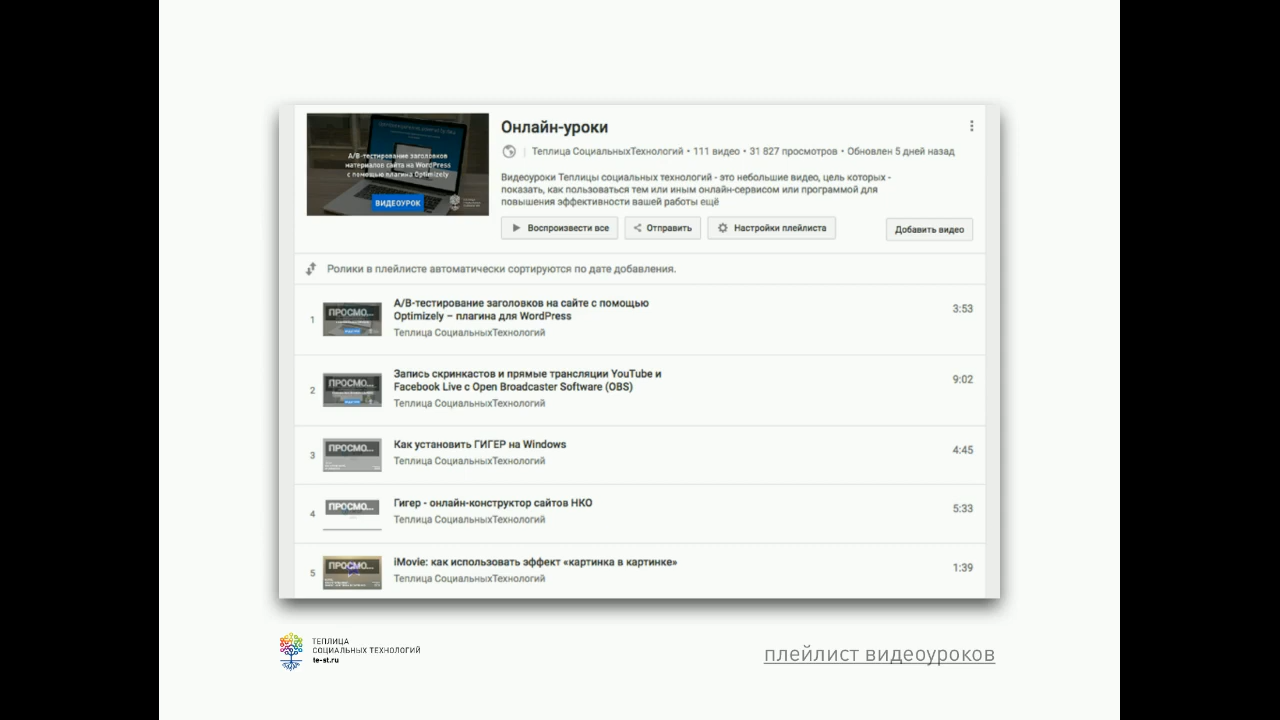 Онлайн-уроки
Теплица СоциальныхТехнологий • 111 видео • 31 827 просмотров • Обновлен 5 дней назад
A/B-тестирование заголовков
материалов сайта на WordPress
с помощью плагина Optimizely
ВИДЕОУРОК
Видеоуроки Теплицы социальных технологий - это небольшие видео, цель которых -
показать, как пользоваться тем или иным онлайн-сервисом или программой для
повышения эффективности вашей работы ещё
Воспроизвести все
Отправить
Настройки плейлиста
Добавить видео
Ролики в плейлисте автоматически сортируются по дате добавления.
1
ПРОСМО...
A/B-тестирование заголовков на сайте с помощью
Optimizely – плагина для WordPress
Теплица СоциальныхТехнологий
3:53
2
ПРОСМО...
Запись скринкастов и прямые трансляции YouTube и
Facebook Live с Open Broadcaster Software (OBS)
Теплица СоциальныхТехнологий
9:02
3
ПРОСМО...
Как установить ГИГЕР на Windows
Теплица СоциальныхТехнологий
4:45
4
ПРОСМО...
Гигер - онлайн-конструктор сайтов НКО
Теплица СоциальныхТехнологий
5:33
5
ПРОСМО...
iMovie: как использовать эффект «картинка в картинке»
Теплица СоциальныхТехнологий
1:39
ТЕПЛИЦА
СОЦИАЛЬНЫХ ТЕХНОЛОГИЙ
te-st.ru
плейлист видеоуроков